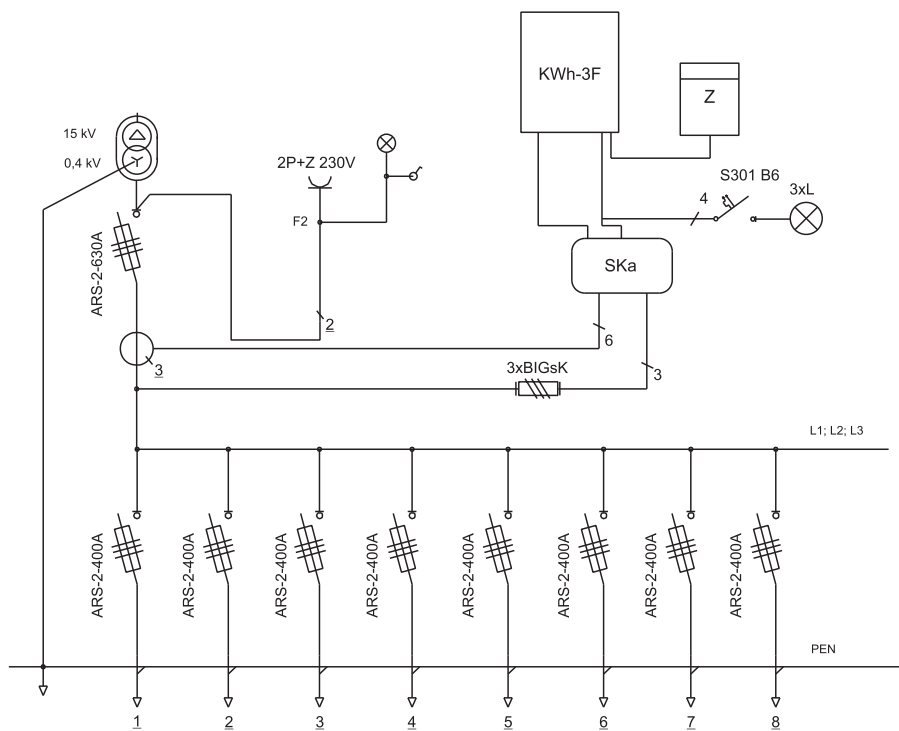 KWh-3F
Z
15 kV
0,4 kV
2P+Z 230V
S301 B6
4
3xL
F2
ARS-2-630A
SKa
2
6
3
3xBIGsK
3
L1; L2; L3
ARS-2-400A
ARS-2-400A
ARS-2-400A
ARS-2-400A
ARS-2-400A
ARS-2-400A
ARS-2-400A
ARS-2-400A
PEN
1
2
3
4
5
6
7
8